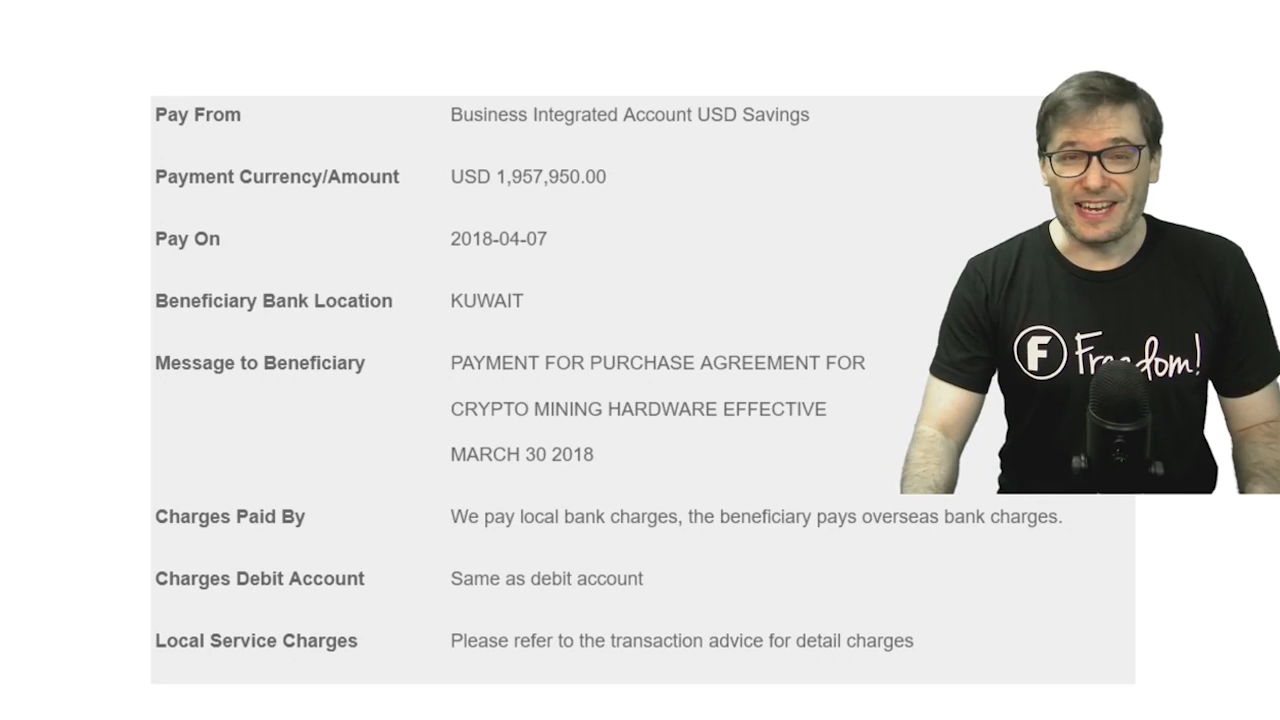 Pay From Business Integrated Account USD Savings
Payment Currency/Amount USD 1,957,950.00
Pay On 2018-04-07
Beneficiary Bank Location KUWAIT
Message to Beneficiary PAYMENT FOR PURCHASE AGREEMENT FOR
CRYPTO MINING HARDWARE EFFECTIVE
MARCH 30 2018
Charges Paid By We pay local bank charges, the beneficiary pays overseas bank charges.
Charges Debit Account Same as debit account
Local Service Charges Please refer to the transaction advice for detail charges
F Freedom!